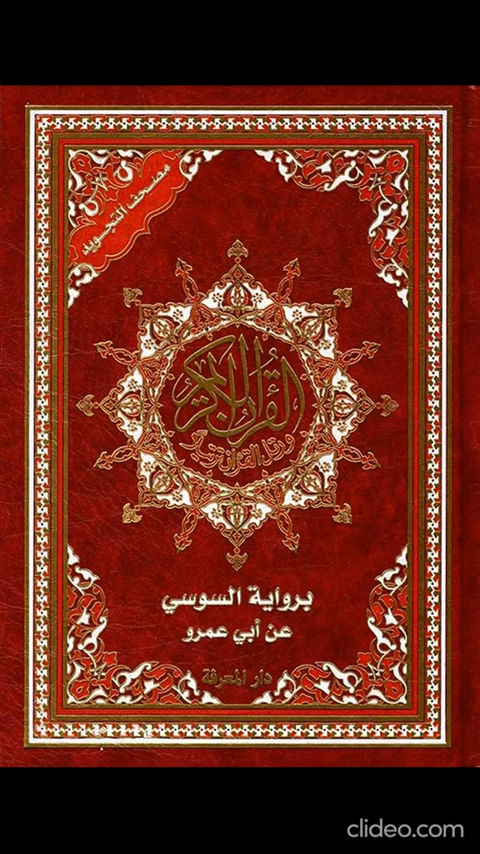 مصحف التجويد
القرآن الكريم
ورتل القرآن ترتيلا
برواية السوسي
عن أبي عمرو
دار المعرفة
clideo.com